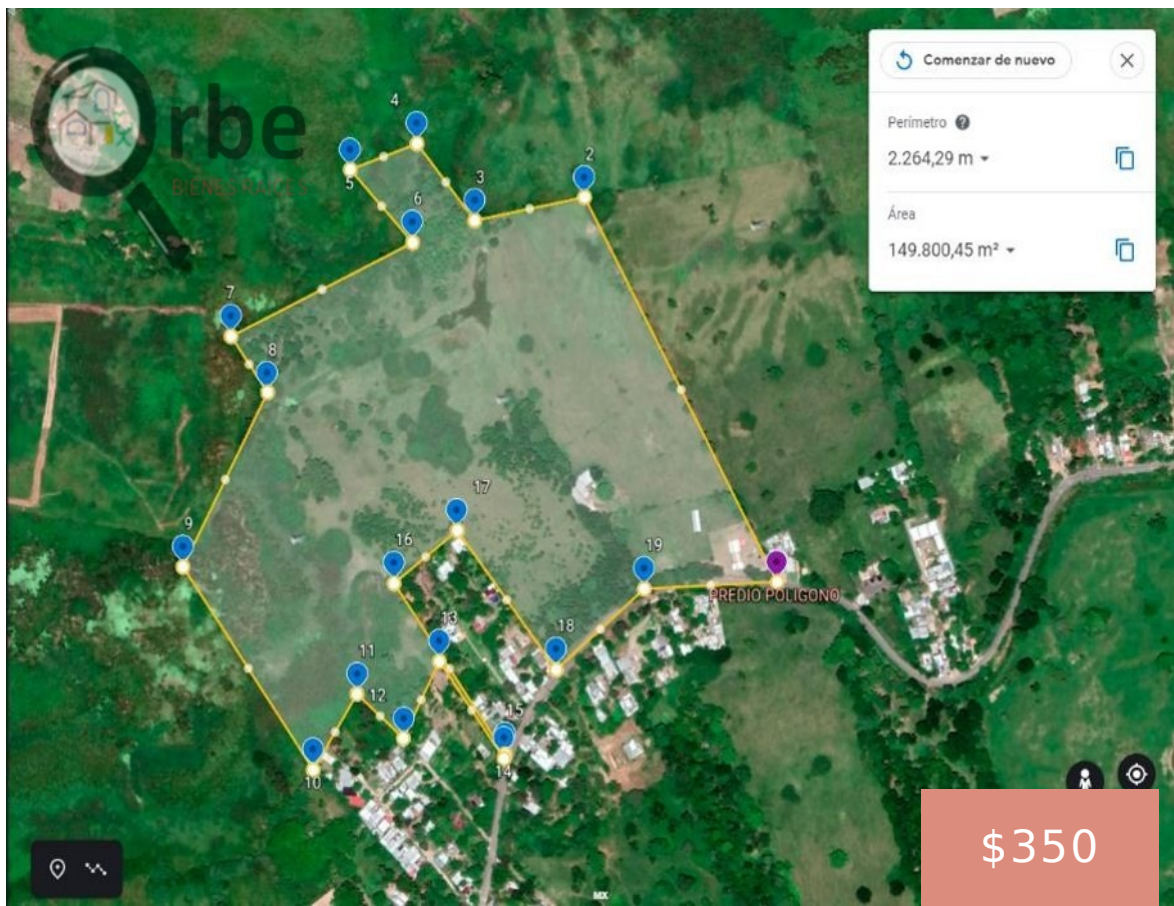 Orbe
BIENES RAICES
Comenzar de nuevo
Perímetro
2.264,29 m
Área
149.800,45 m²
4
5
2
3
6
7
8
17
9
16
19
PREDIO POLIGONO
13
18
11
12
15
14
10
MX
$350